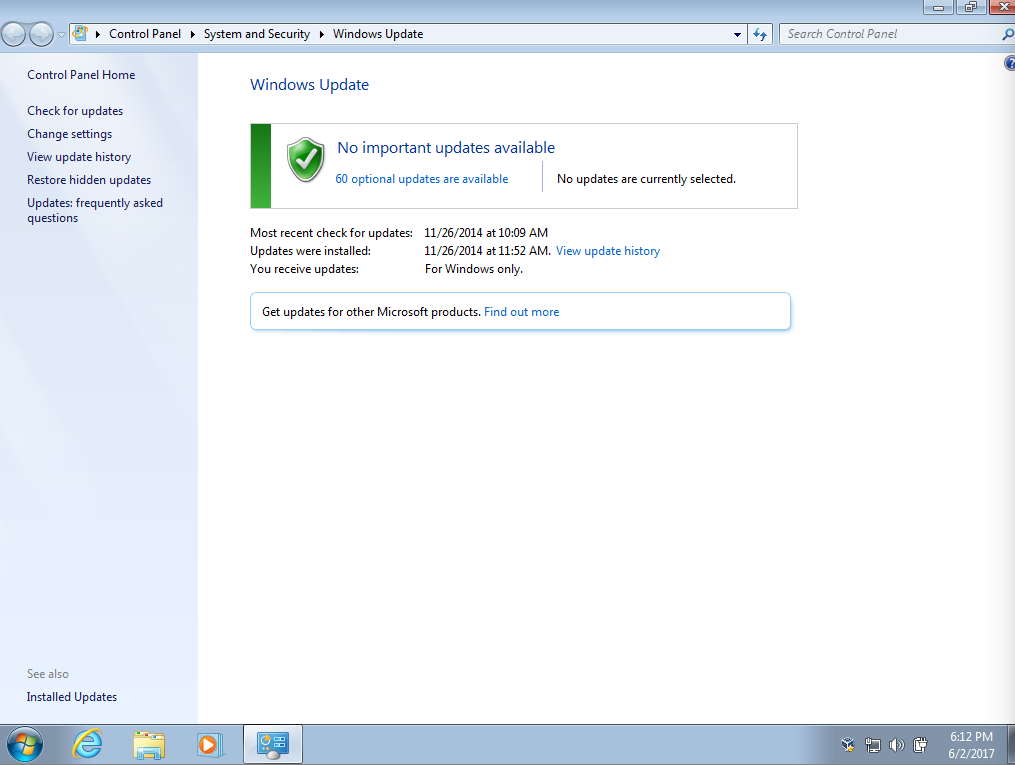 Control Panel
System and Security
Windows Update
Search Control Panel
Control Panel Home
Check for updates
Change settings
View update history
Restore hidden updates
Updates: frequently asked
questions
Windows Update
No important updates available
60 optional updates are available
No updates are currently selected.
Most recent check for updates: 11/26/2014 at 10:09 AM
Updates were installed: 11/26/2014 at 11:52 AM. View update history
You receive updates: For Windows only.
Get updates for other Microsoft products. Find out more
See also
Installed Updates
6:12 PM
6/2/2017